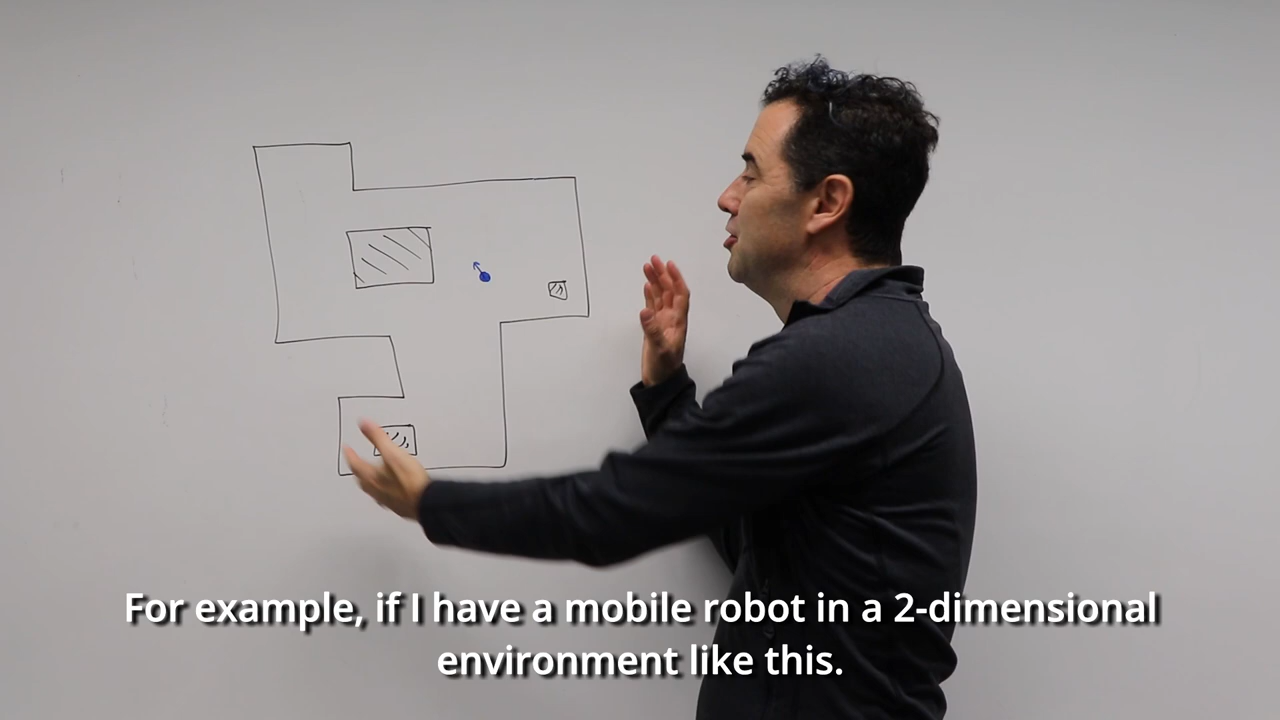 For example, if I have a mobile robot in a 2-dimensional
environment like this.